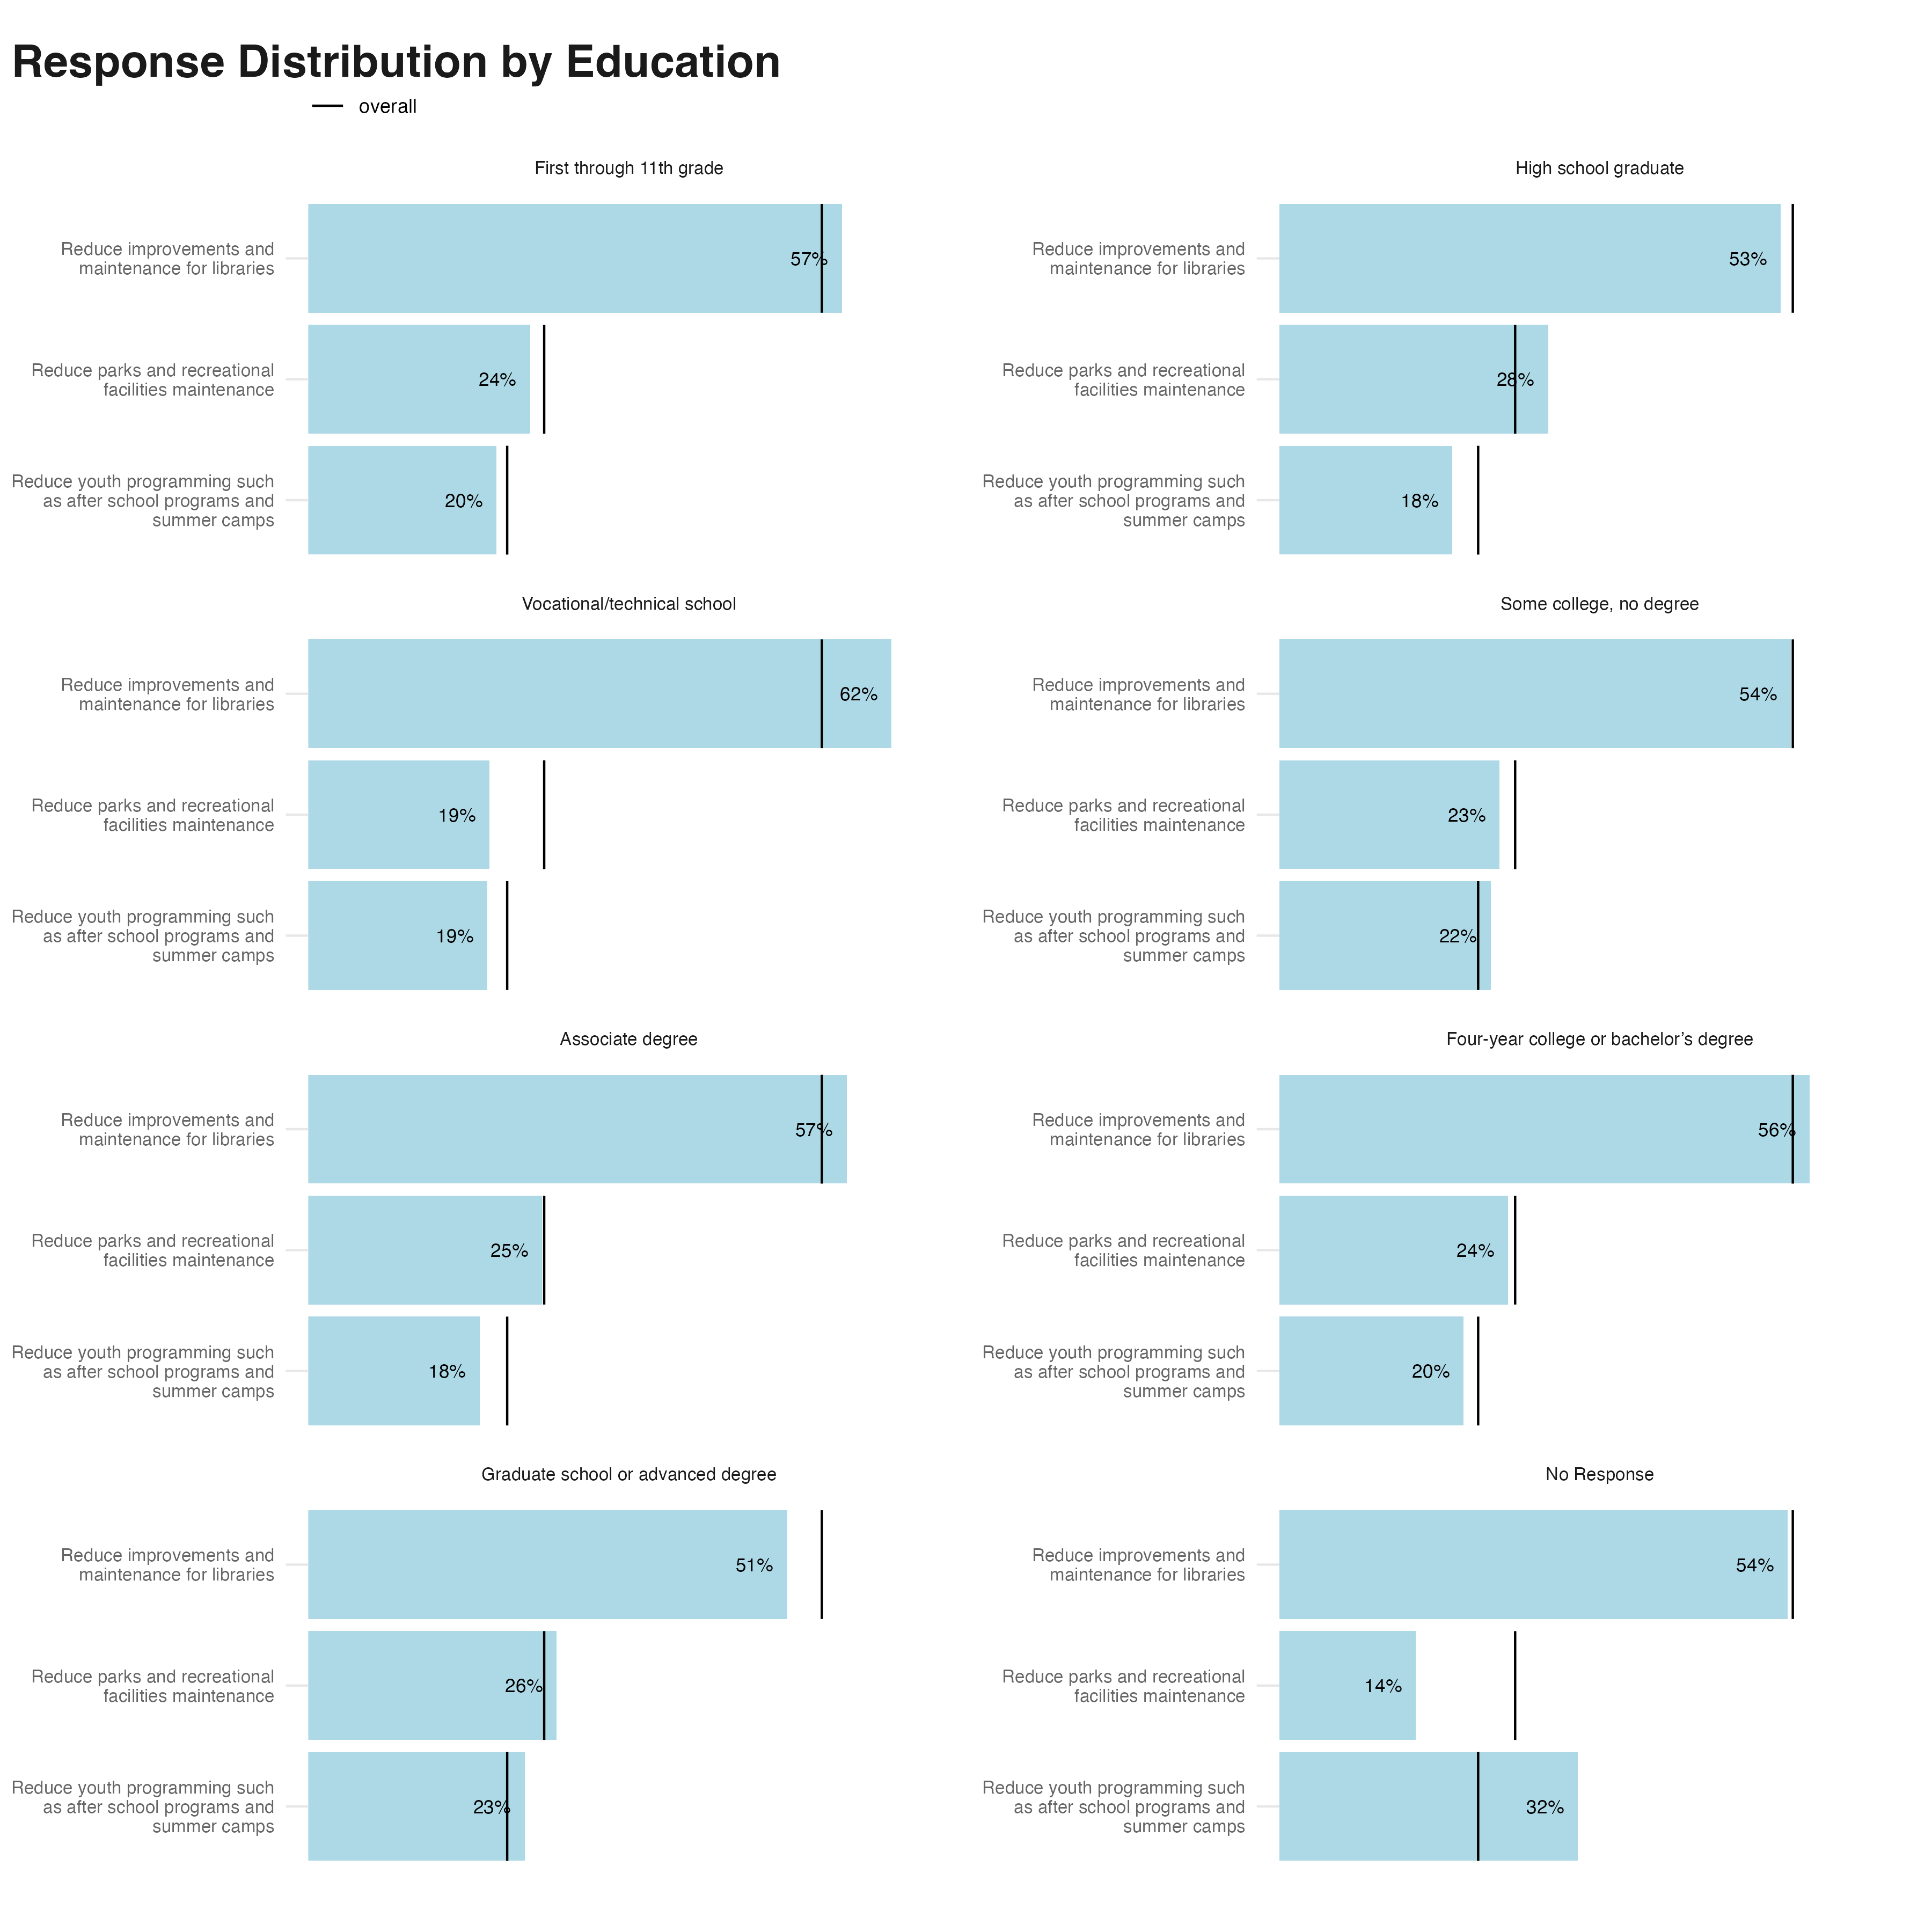 Response Distribution by Education
overall
First through 11th grade
Reduce improvements and
maintenance for libraries
57%
Reduce parks and recreational
facilities maintenance
24%
Reduce youth programming such
as after school programs and
summer camps
20%
High school graduate
Reduce improvements and
maintenance for libraries
53%
Reduce parks and recreational
facilities maintenance
28%
Reduce youth programming such
as after school programs and
summer camps
18%
Vocational/technical school
Reduce improvements and
maintenance for libraries
62%
Reduce parks and recreational
facilities maintenance
19%
Reduce youth programming such
as after school programs and
summer camps
19%
Some college, no degree
Reduce improvements and
maintenance for libraries
54%
Reduce parks and recreational
facilities maintenance
23%
Reduce youth programming such
as after school programs and
summer camps
22%
Associate degree
Reduce improvements and
maintenance for libraries
57%
Reduce parks and recreational
facilities maintenance
25%
Reduce youth programming such
as after school programs and
summer camps
18%
Four-year college or bachelor’s degree
Reduce improvements and
maintenance for libraries
56%
Reduce parks and recreational
facilities maintenance
24%
Reduce youth programming such
as after school programs and
summer camps
20%
Graduate school or advanced degree
Reduce improvements and
maintenance for libraries
51%
Reduce parks and recreational
facilities maintenance
26%
Reduce youth programming such
as after school programs and
summer camps
23%
No Response
Reduce improvements and
maintenance for libraries
54%
Reduce parks and recreational
facilities maintenance
14%
Reduce youth programming such
as after school programs and
summer camps
32%